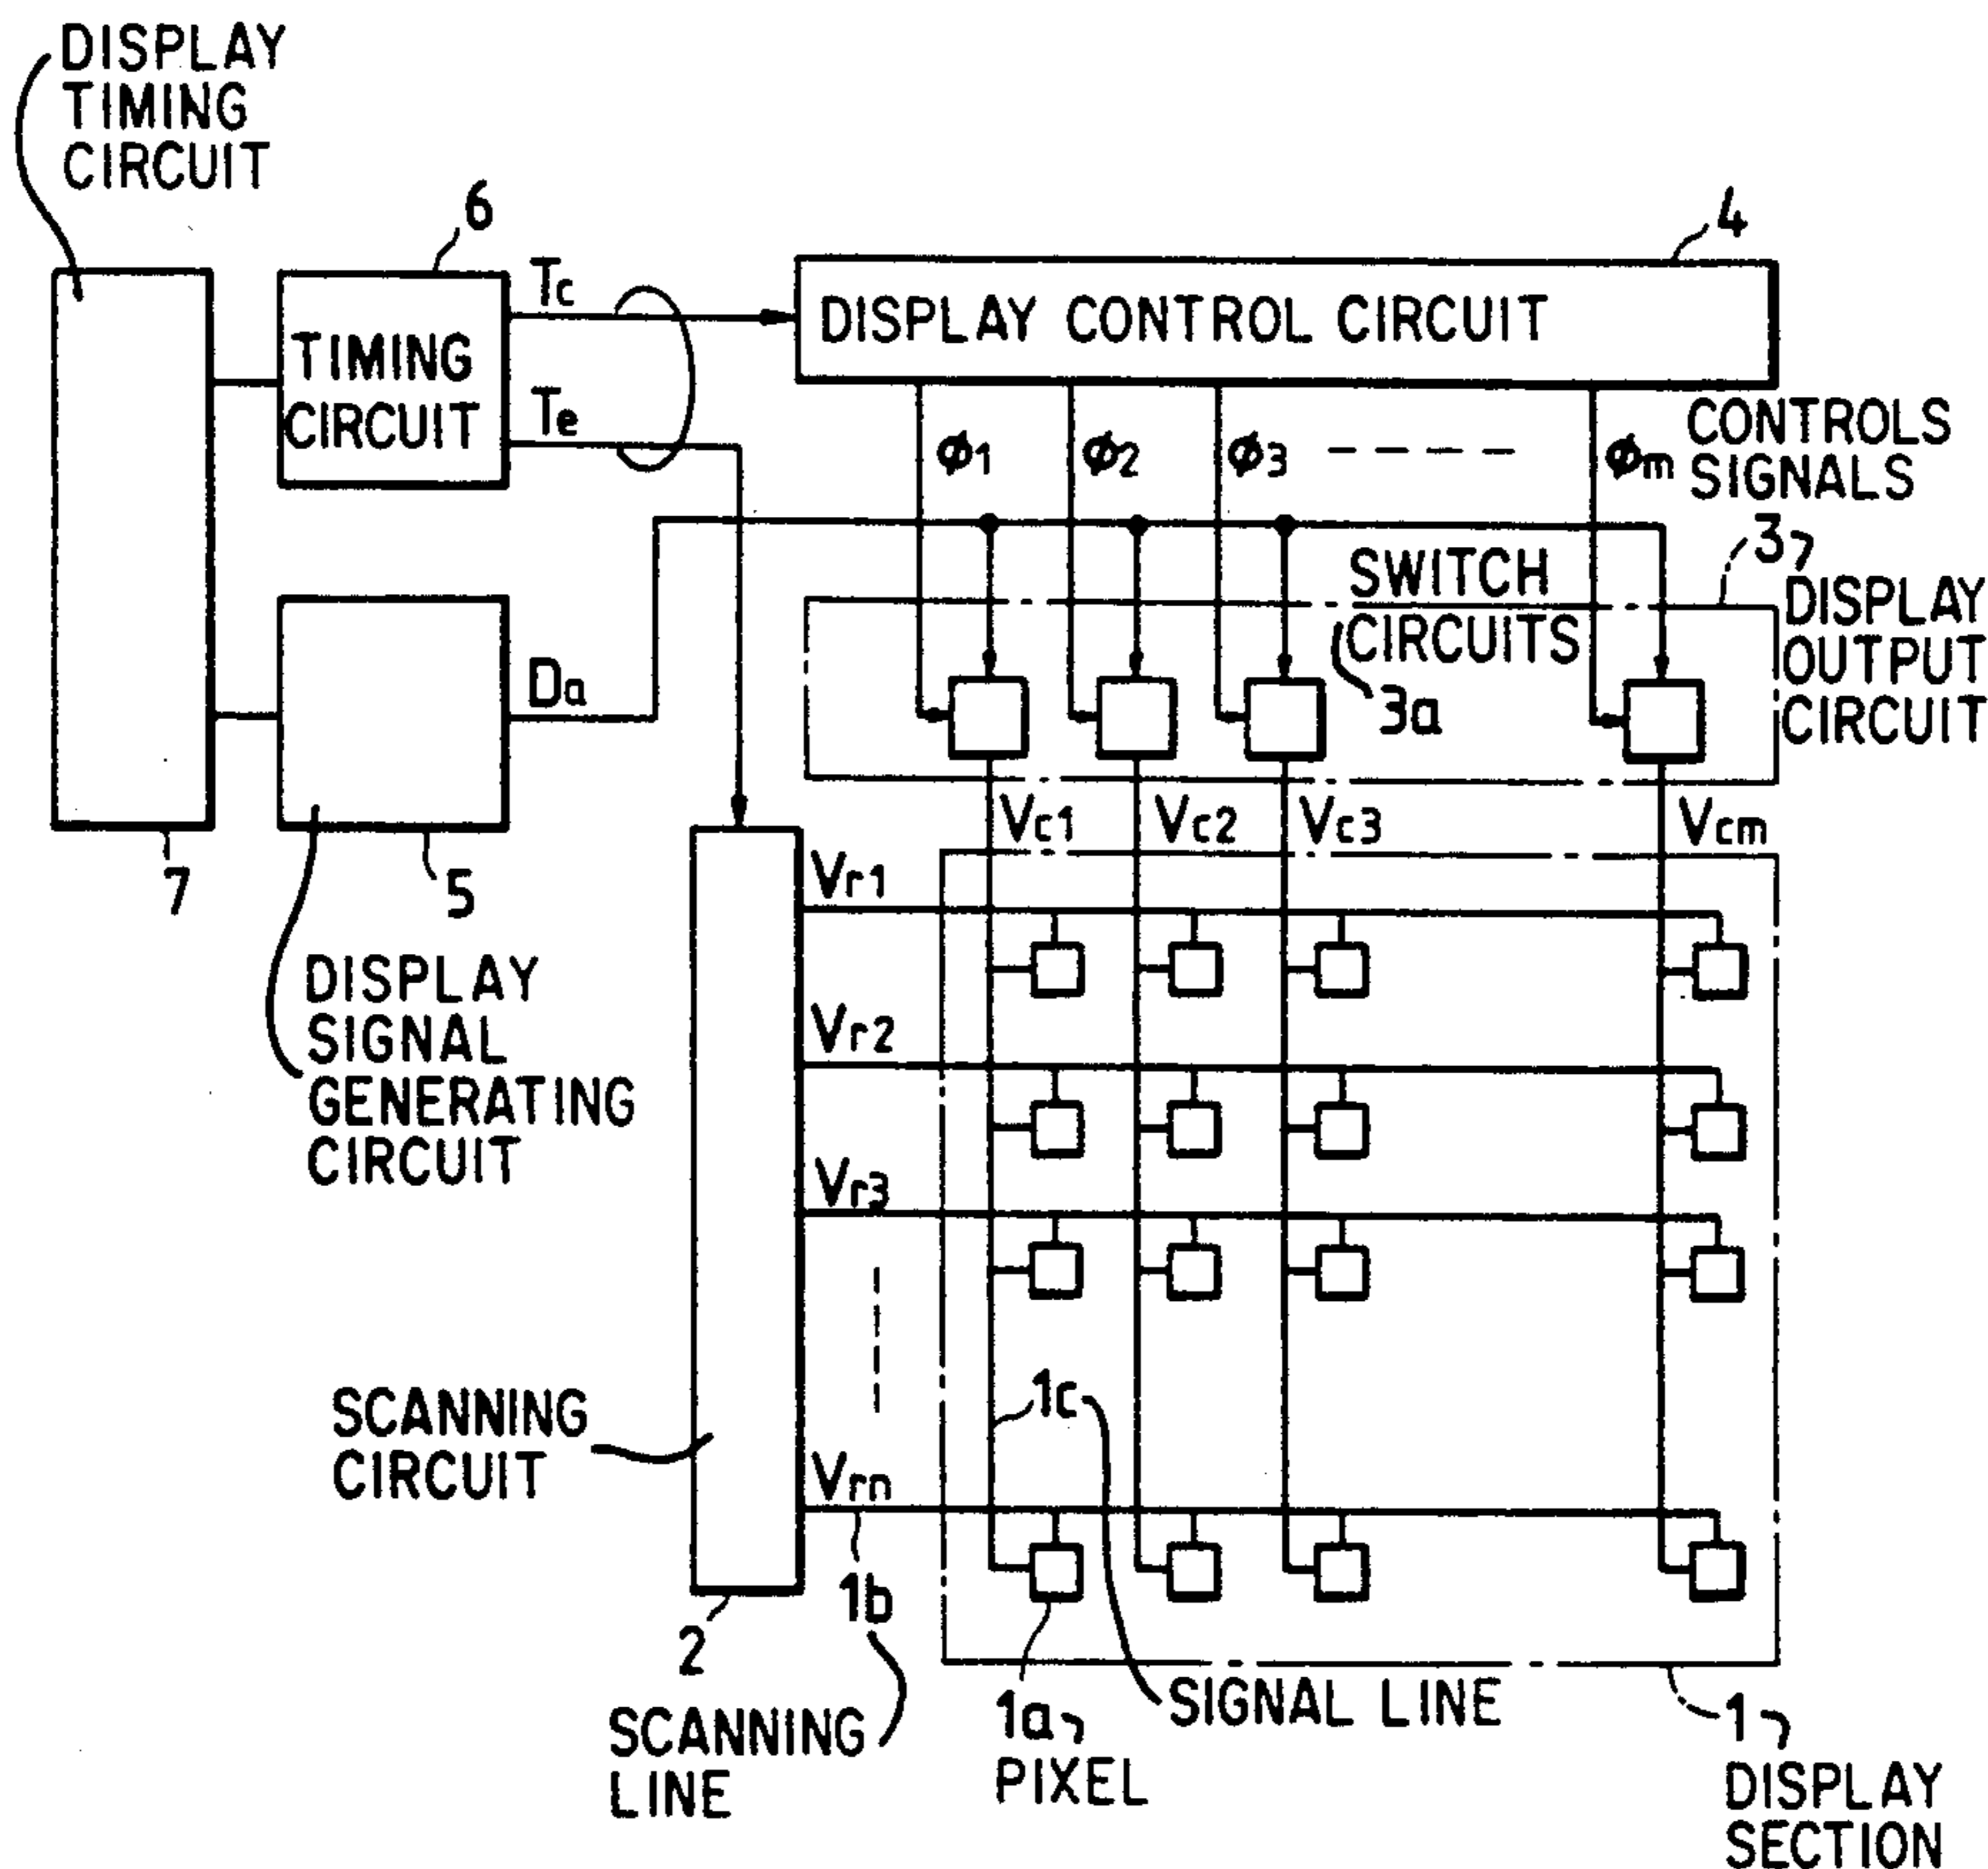 DISPLAY
TIMING
CIRCUIT
6
4
Tc
DISPLAY CONTROL CIRCUIT
TIMING
CIRCUIT
Te
ϕ1
ϕ2
ϕ3
ϕm
CONTROLS
SIGNALS
3
SWITCH
CIRCUITS
3a
DISPLAY
OUTPUT
CIRCUIT
Da
Vc1
Vc2
Vc3
Vcm
7
5
Vr1
DISPLAY
SIGNAL
GENERATING
CIRCUIT
Vr2
Vr3
1c
SCANNING
CIRCUIT
Vrn
1b
2
SCANNING
LINE
1a
PIXEL
SIGNAL LINE
1
DISPLAY
SECTION